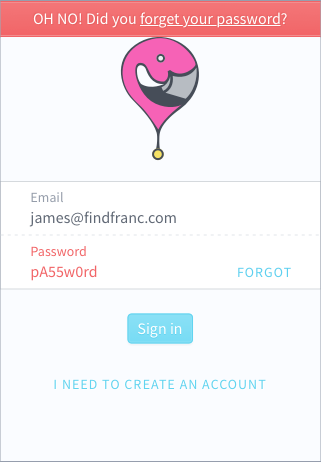 OH NO! Did you forget your password?
Email
james@findfranc.com
Password
pA55w0rd
FORGOT
Sign in
I NEED TO CREATE AN ACCOUNT